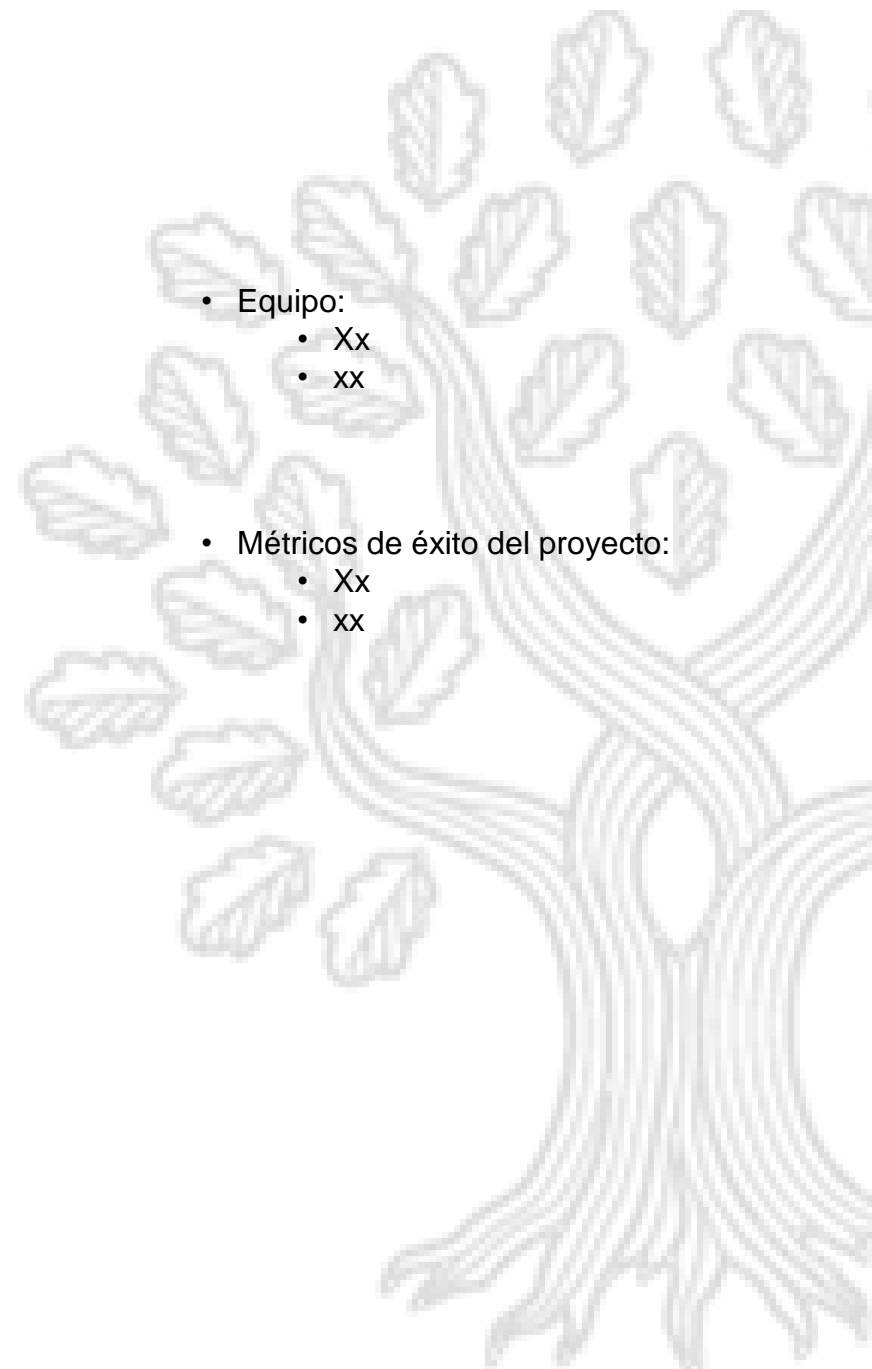 • Equipo:
• Xx
• xx
• Métricos de éxito del proyecto:
• Xx
• xx